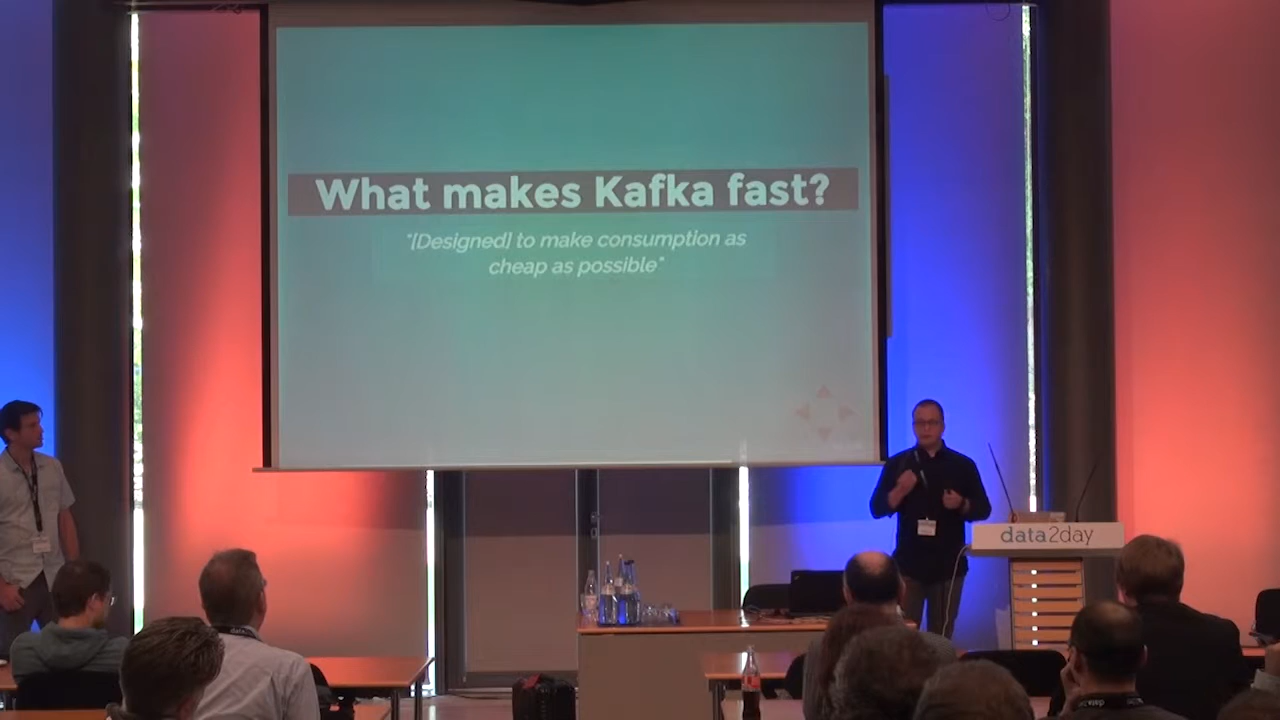 What makes Kafka fast?
"[Designed] to make consumption as
cheap as possible"
data2day